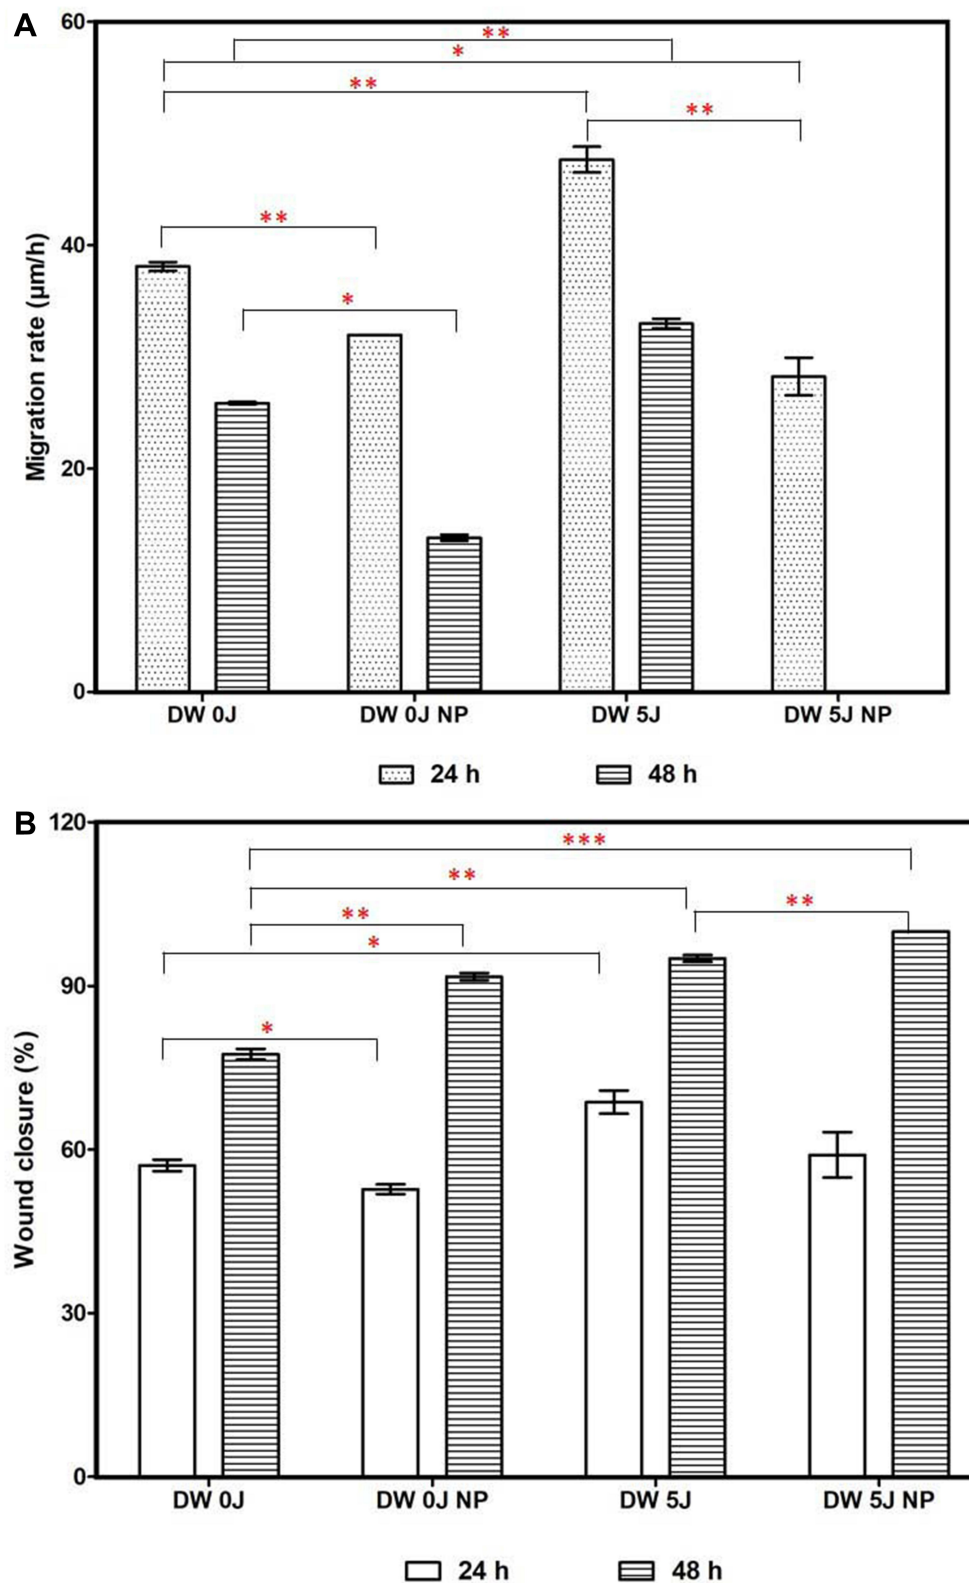 A
60
**
*
**
**
**
40
*
Migration rate (µm/h)
20
0
DW 0J DW 0J NP DW 5J DW 5J NP
24 h 48 h
B
120
***
**
**
**
*
90
*
Wound closure (%)
60
30
0
DW 0J DW 0J NP DW 5J DW 5J NP
24 h 48 h